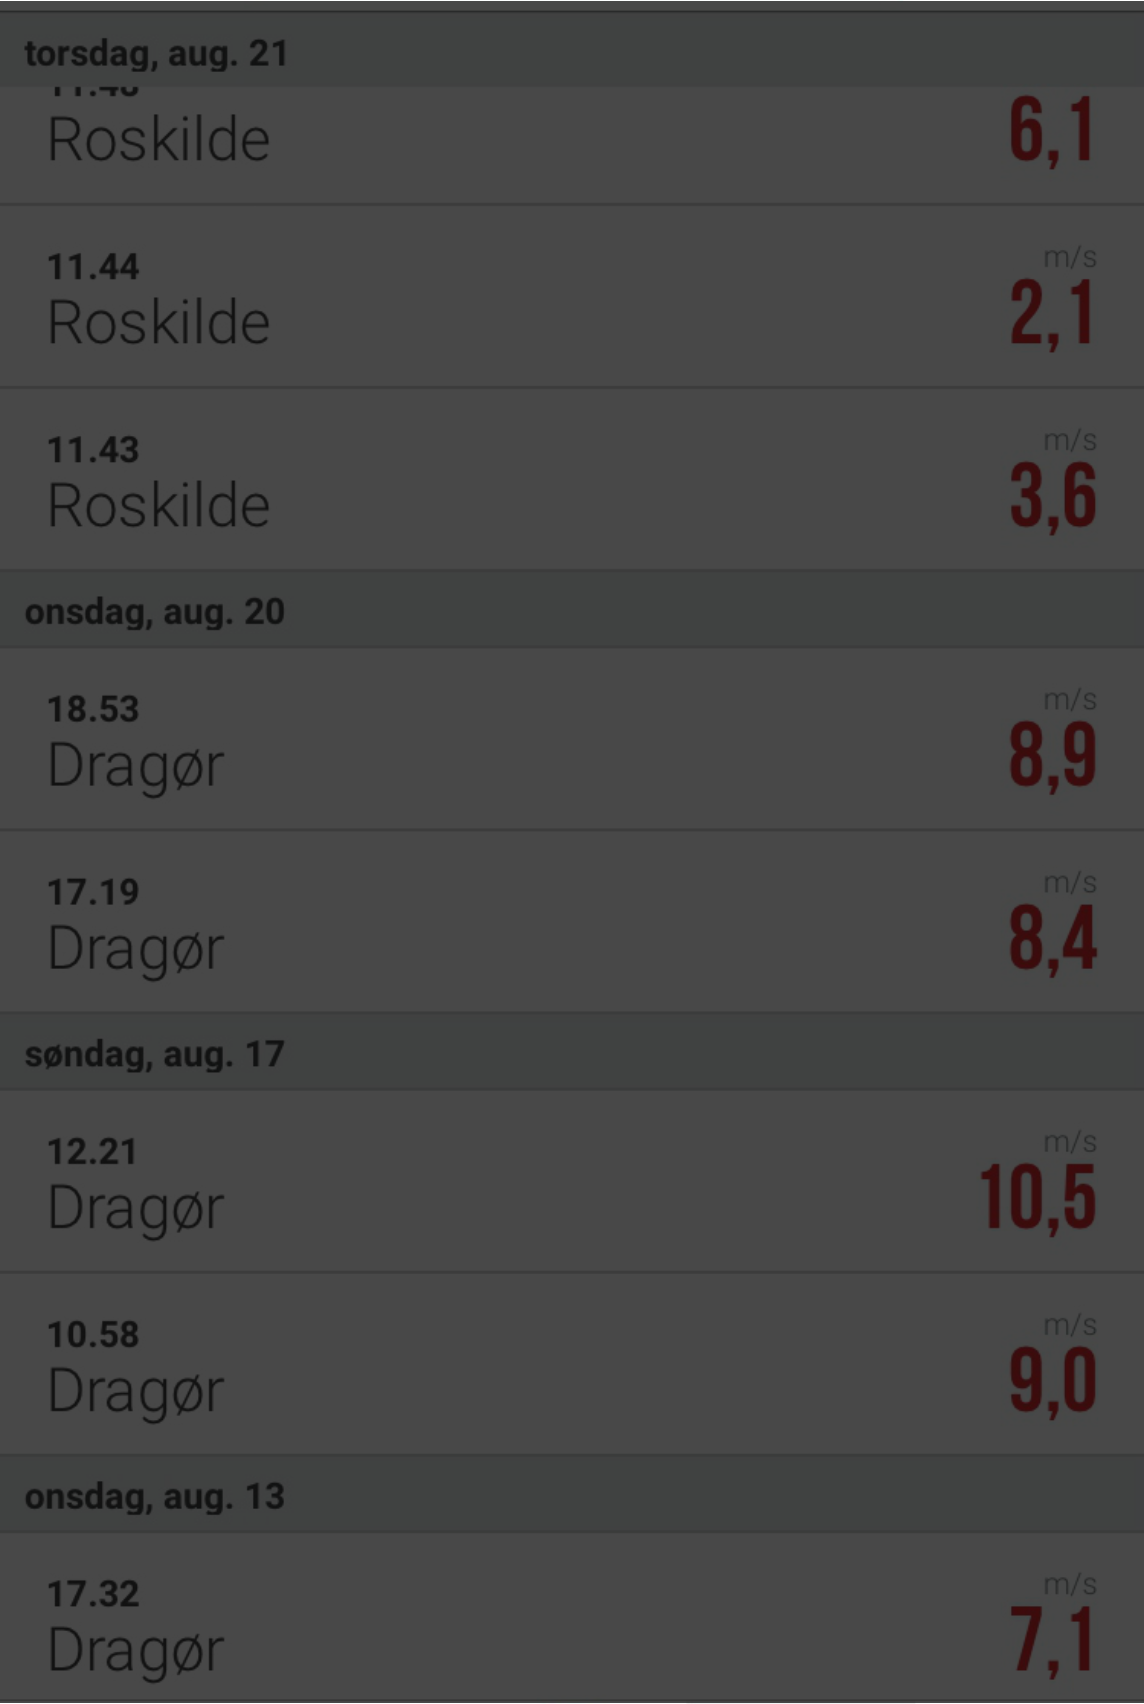 torsdag, aug. 21
Roskilde
6,1
11.44
m/s
Roskilde
2,1
11.43
m/s
Roskilde
3,6
onsdag, aug. 20
18.53
m/s
Dragør
8,9
17.19
m/s
Dragør
8,4
søndag, aug. 17
12.21
m/s
Dragør
10,5
10.58
m/s
Dragør
9,0
onsdag, aug. 13
17.32
m/s
Dragør
7,1